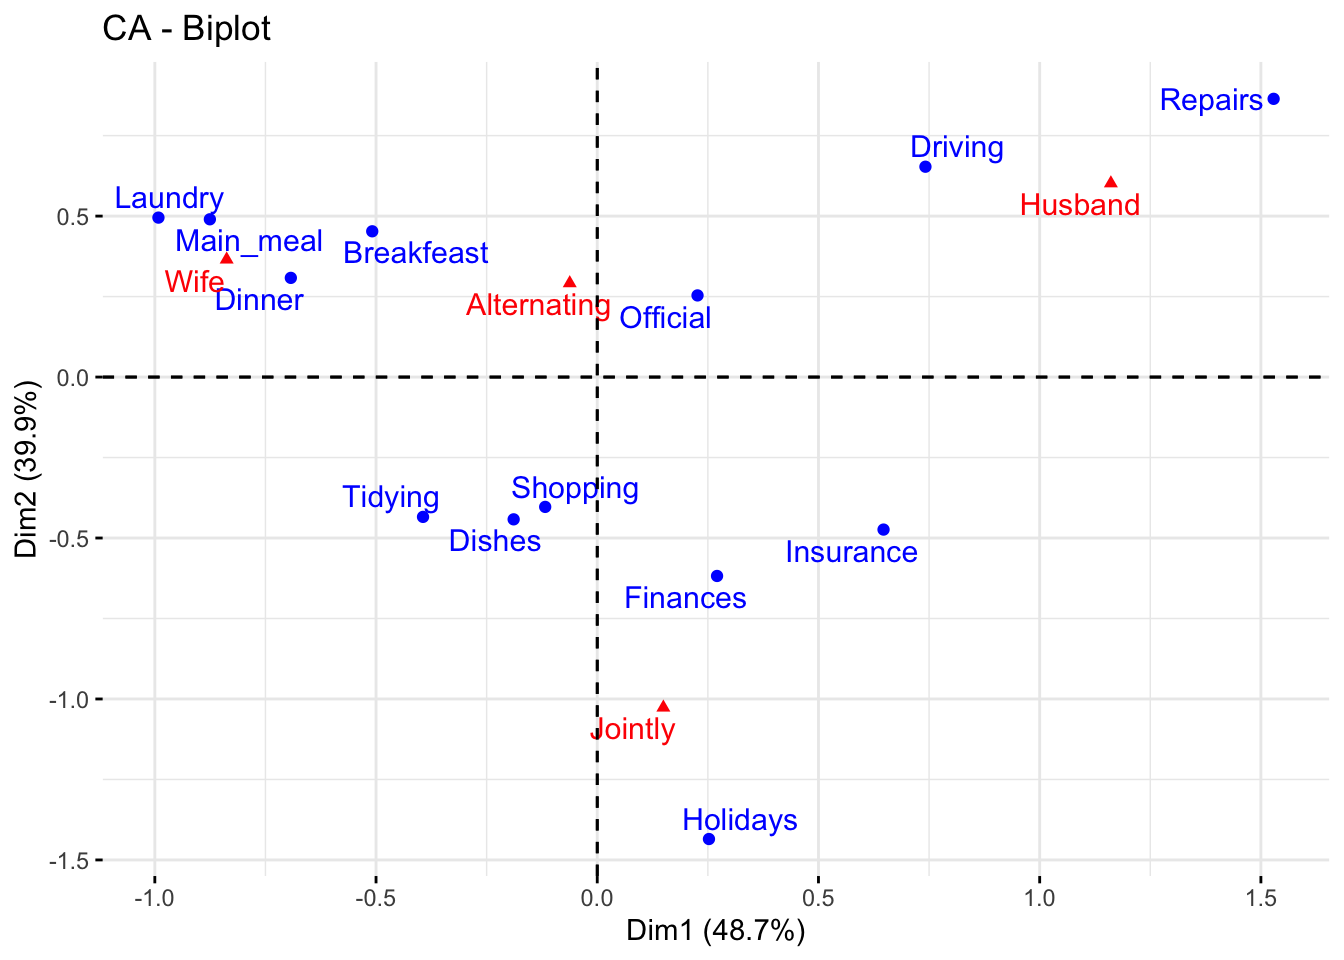 CA - Biplot
Repairs
Driving
Husband
Laundry
Main_meal
Breakfeast
Wife
Dinner
Alternating
Official
Shopping
Tidying
Dishes
Insurance
Finances
Jointly
Holidays
0.5
0.0
-0.5
-1.0
-1.5
Dim2 (39.9%)
-1.0 -0.5 0.0 0.5 1.0 1.5
Dim1 (48.7%)